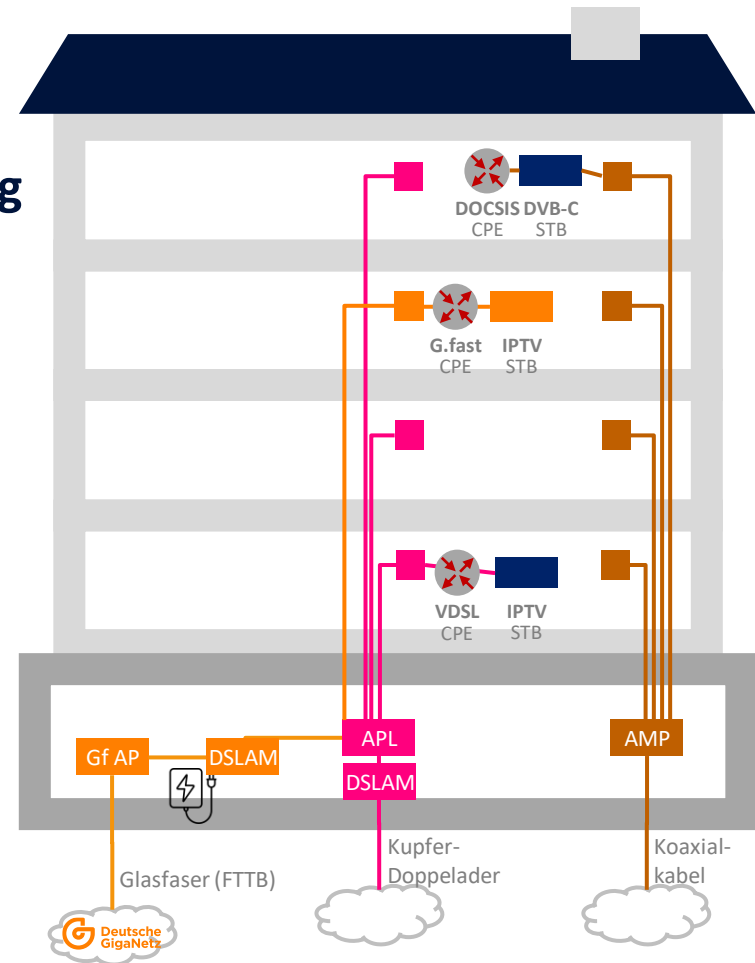 g
DOCSIS DVB-C
CPE STB
G.fast IPTV
CPE STB
VDSL IPTV
CPE STB
Gf AP DSLAM APL AMP
DSLAM
Glasfaser (FTTB)
Kupfer-
Doppelader
Koaxial-
kabel
Deutsche
GigaNetz